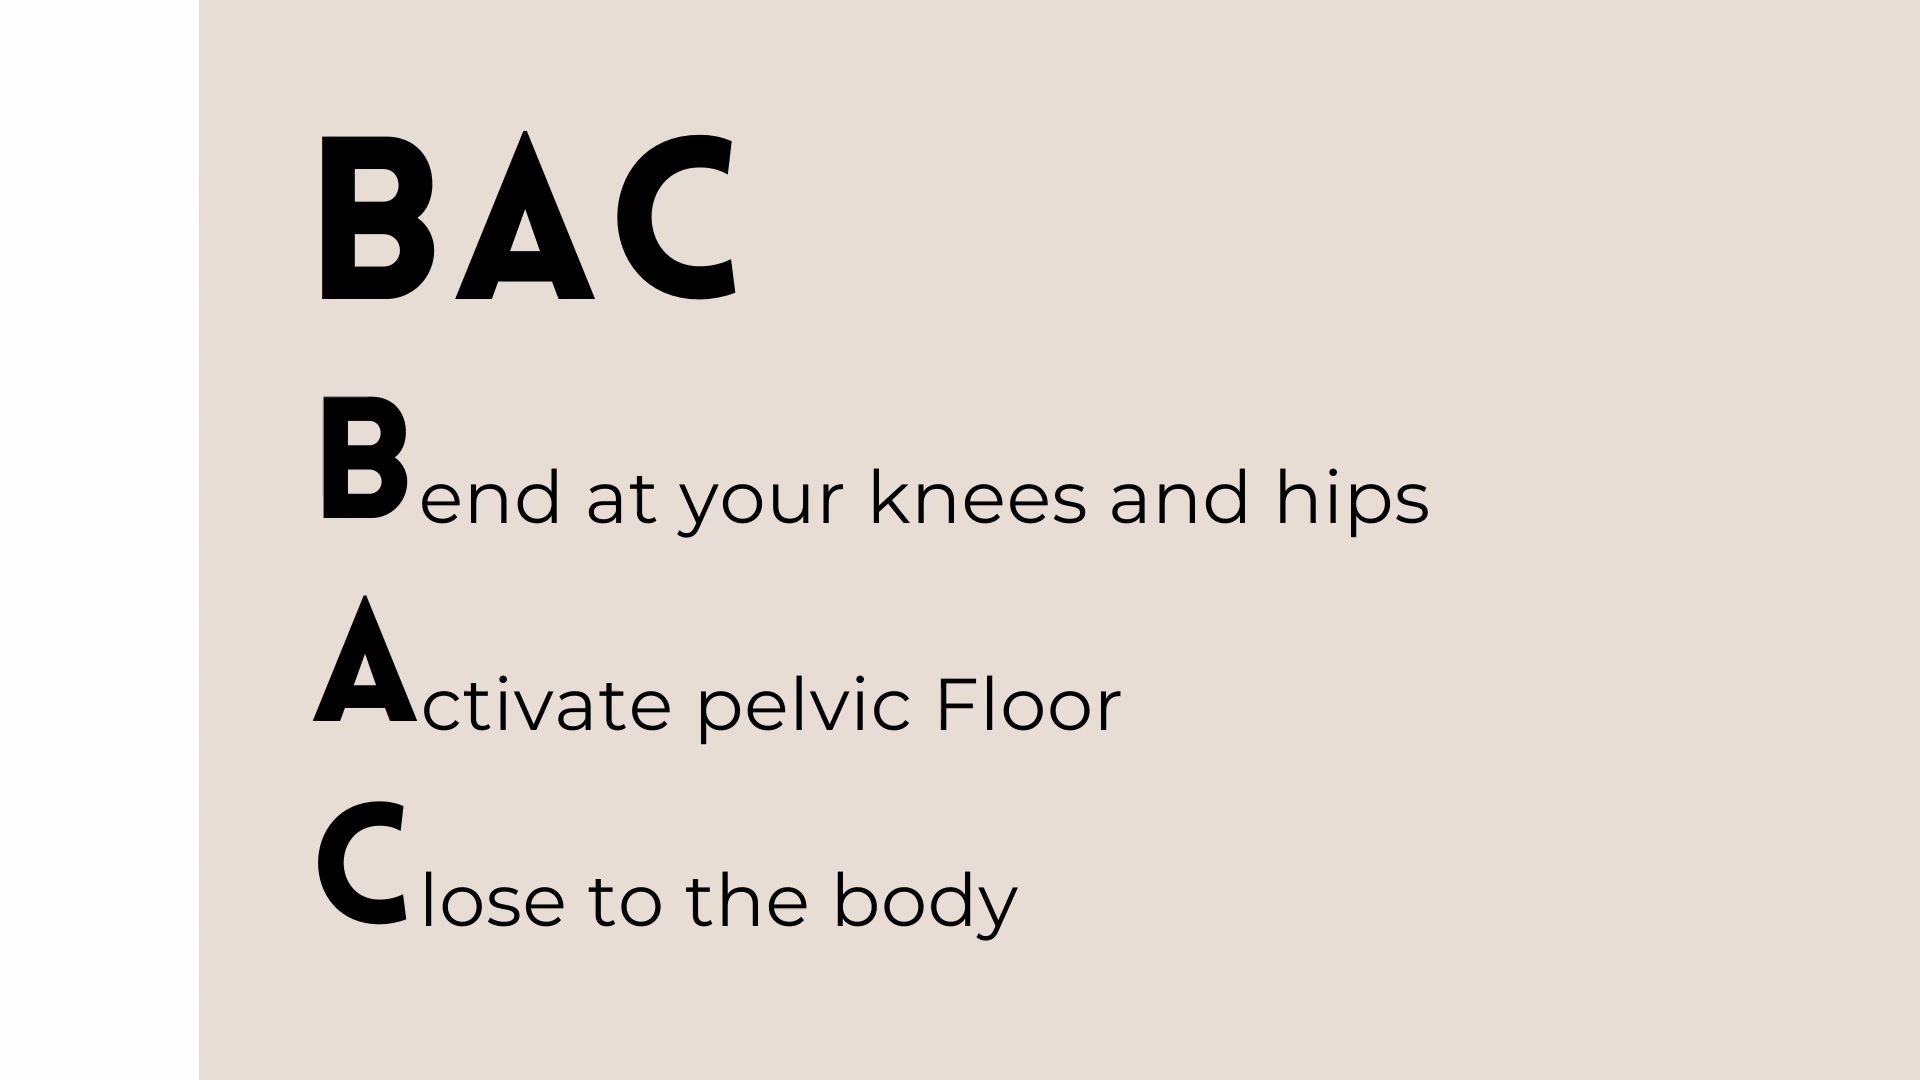 BAC
Bend at your knees and hips
Activate pelvic Floor
Close to the body